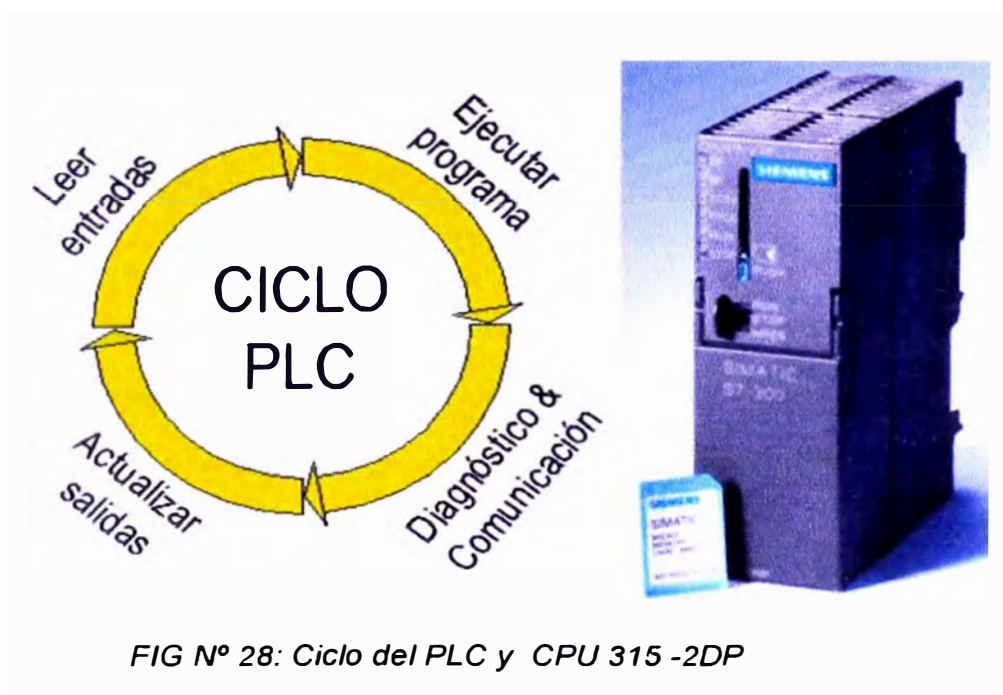 Leer
entradas
Ejecutar
programa
CICLO
PLC
Actualizar
salidas
Diagnóstico &
Comunicación
SIEMENS
SIMATIC
S7-300
SIEMENS
SIMATIC
FIG Nº 28: Ciclo del PLC y CPU 315 -2DP